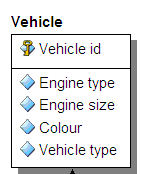 Vehicle
Vehicle id
Engine type
Engine size
Colour
Vehicle type